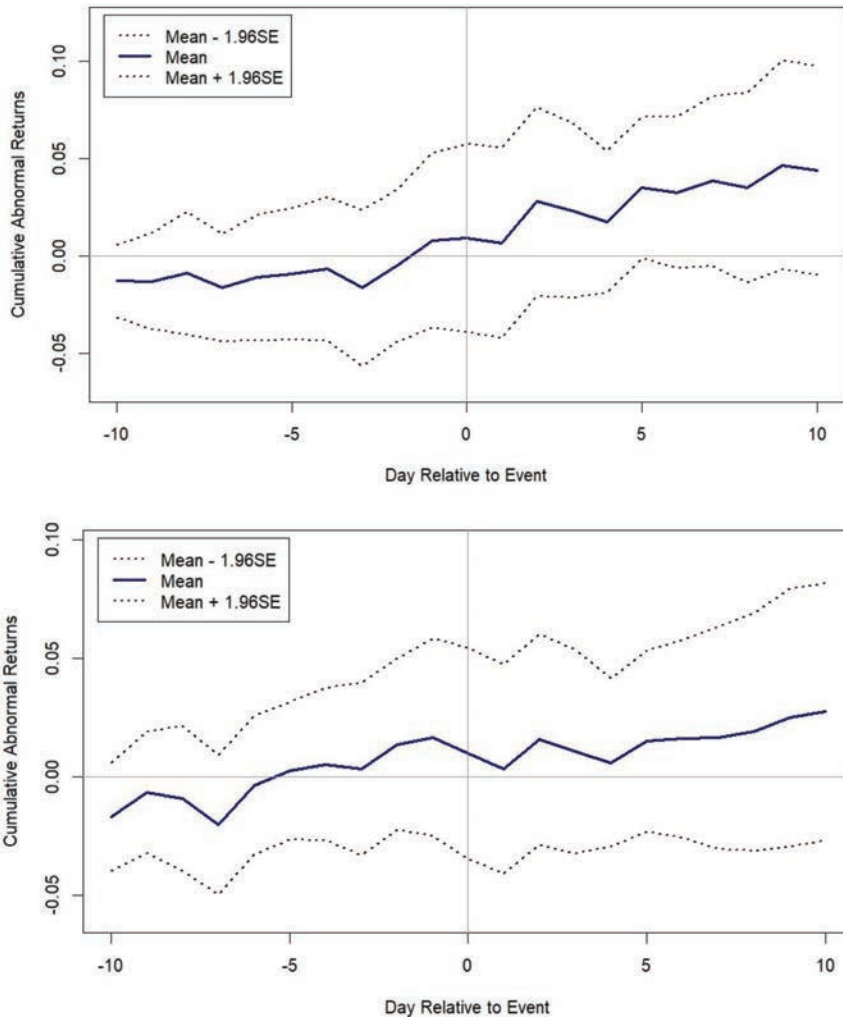 Mean - 1.96SE
Mean
Mean + 1.96SE
Cumulative Abnormal Returns
0.10
0.05
0.00
-0.05
-10 -5 0 5 10
Day Relative to Event
Mean - 1.96SE
Mean
Mean + 1.96SE
Cumulative Abnormal Returns
0.10
0.05
0.00
-0.05
-10 -5 0 5 10
Day Relative to Event